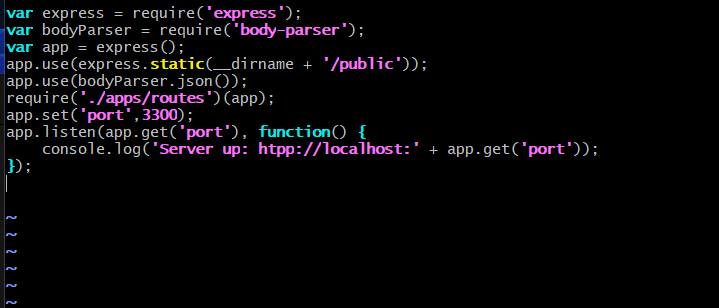 var express = require('express');
var bodyParser = require('body-parser');
var app = express();
app.use(express.static(__dirname + '/public'));
app.use(bodyParser.json());
require('./apps/routes')(app);
app.set('port',3300);
app.listen(app.get('port'), function() {
    console.log('Server up: htpp://localhost:' + app.get('port'));
});
~
~
~
~
~
~